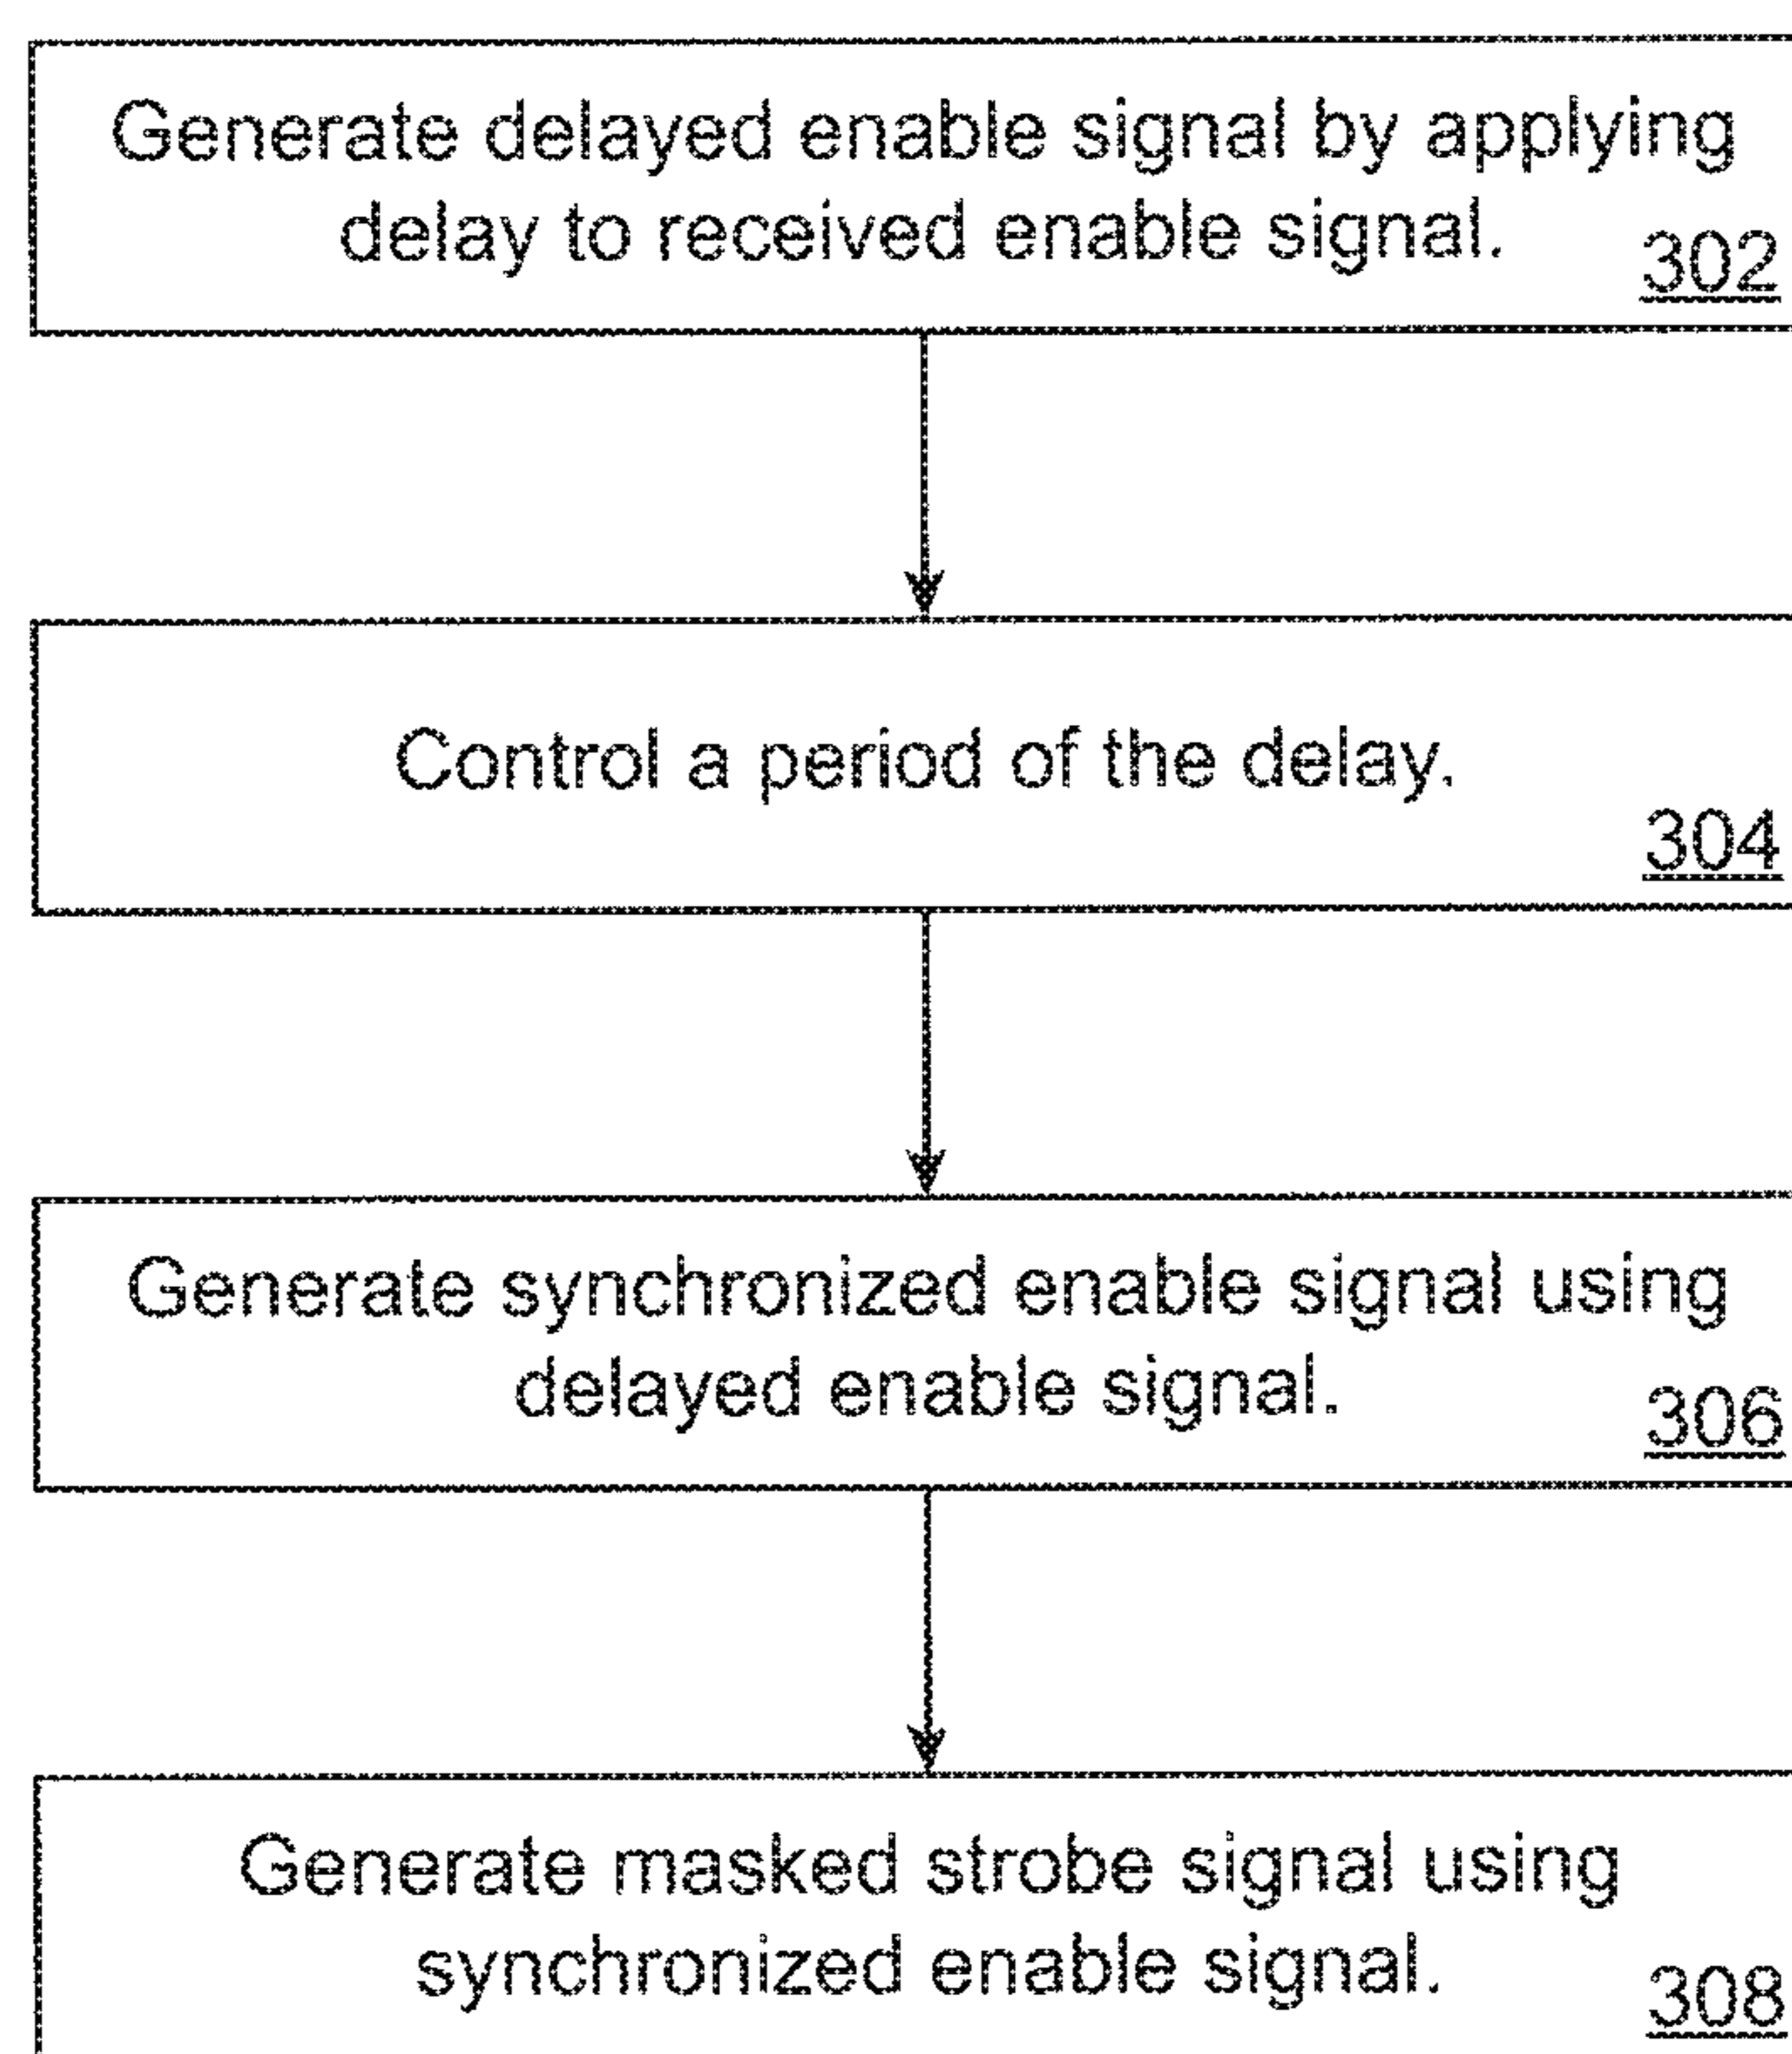 Generate delayed enable signal by applying
delay to received enable signal.
302
Control a period of the delay.
304
Generate synchronized enable signal using
delayed enable signal.
306
Generate masked strobe signal using
synchronized enable signal.
308